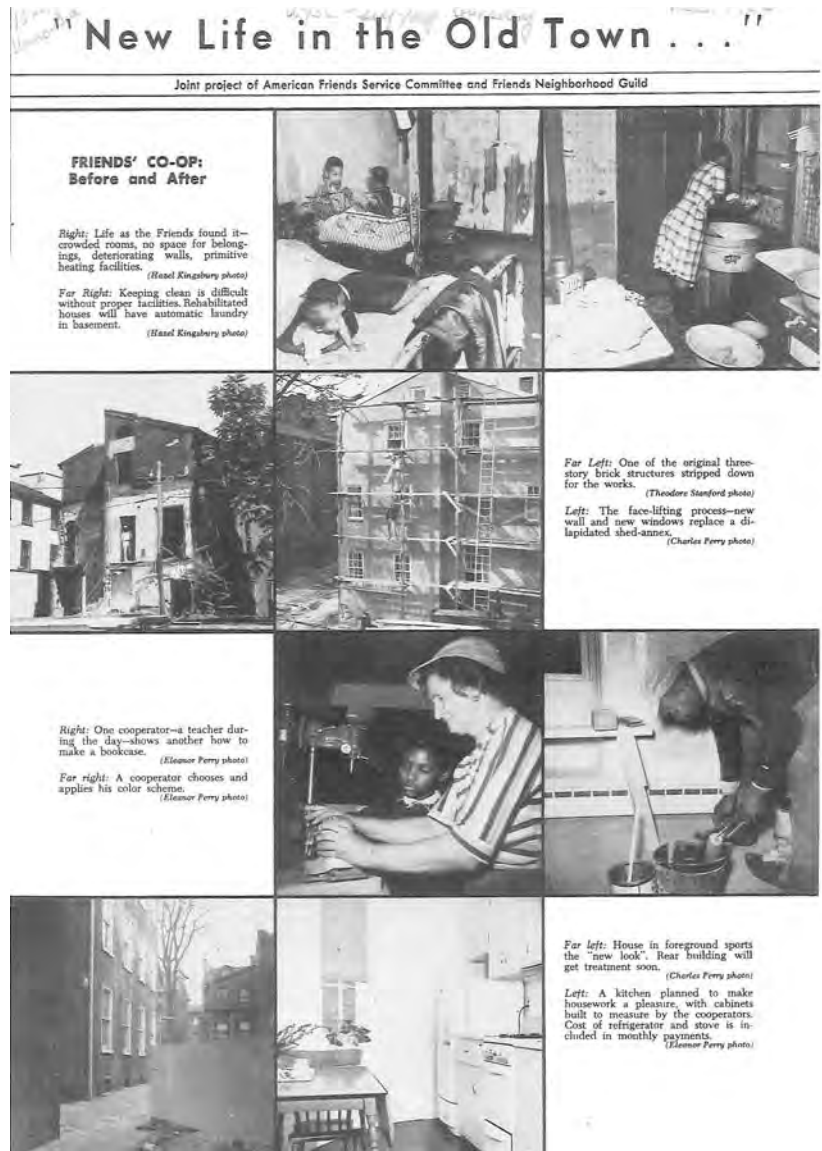 "New Life in the Old Town . . ."
Joint project of American Friends Service Committee and Friends Neighborhood Guild
FRIENDS' CO-OP:
Before and After
Right: Life as the Friends found it—
crowded rooms, no space for belong-
ings, deteriorating walls, primitive
heating facilities.
(Hazel Kingsbury photo)
Far Right: Keeping clean is difficult
without proper facilities. Rehabilitated
houses will have automatic laundry
in basement.
(Hazel Kingsbury photo)
Far Left: One of the original three-
story brick structures stripped down
for the works.
(Theodore Stanford photo)
Left: The face-lifting process—new
wall and new windows replace a di-
lapidated shed-annex.
(Charles Perry photo)
Right: One cooperator—a teacher dur-
ing the day—shows another how to
make a bookcase.
(Eleanor Perry photo)
Far right: A cooperator chooses and
applies his color scheme.
(Eleanor Perry photo)
Far left: House in foreground sports
the "new look". Rear building will
get treatment soon.
(Charles Perry photo)
Left: A kitchen planned to make
housework a pleasure, with cabinets
built to measure by the cooperators.
Cost of refrigerator and stove is in-
cluded in monthly payments.
(Eleanor Perry photo)